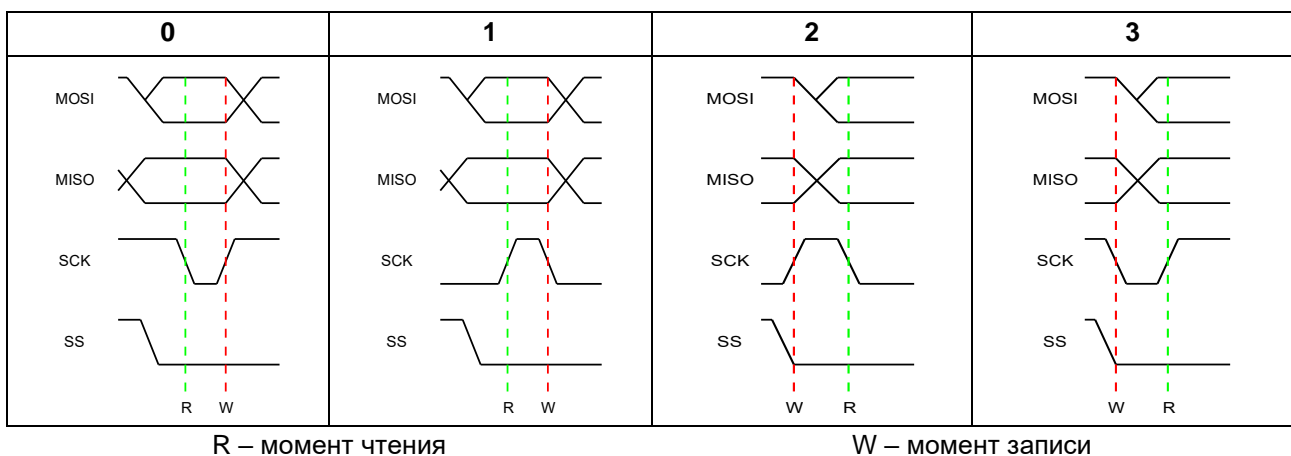 0 1 2 3
MOSI MOSI MOSI MOSI
MISO MISO MISO MISO
SCK SCK SCK SCK
SS SS SS SS
R W R W W R W R
R – момент чтения W – момент записи